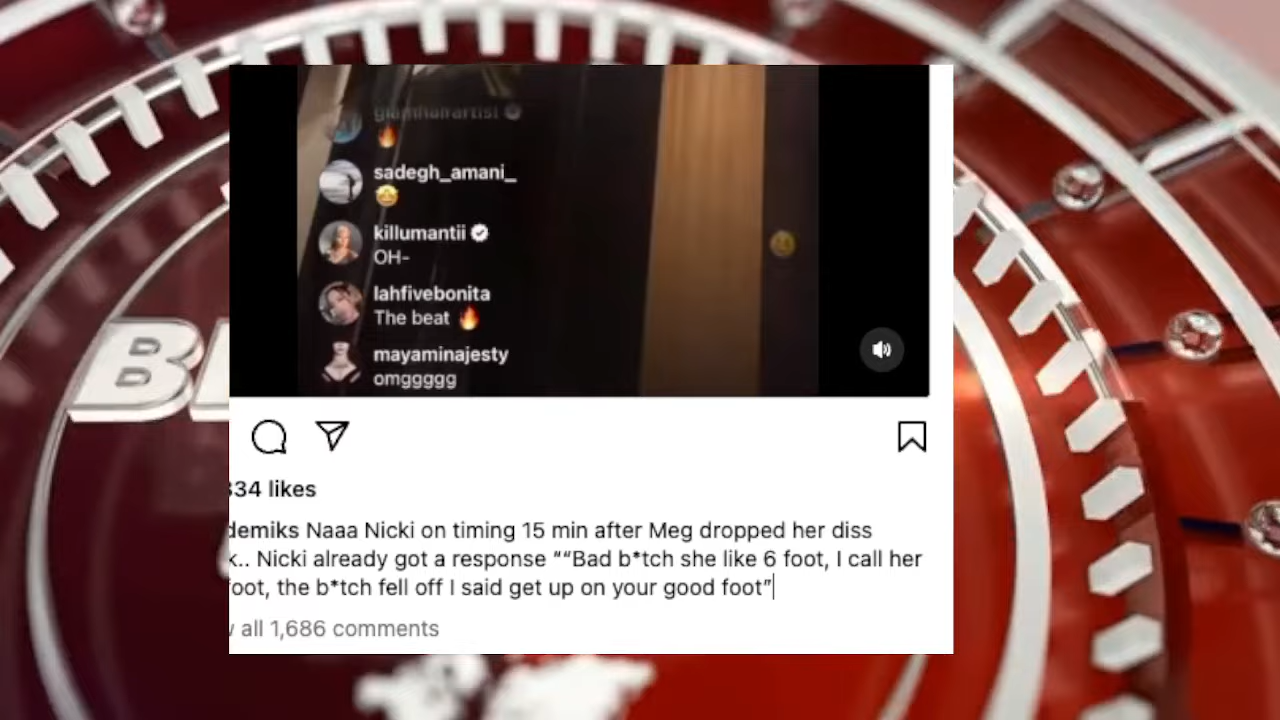 glamhairartist
sadegh_amani_
killumantii
OH-
lahfivebonita
The beat 🔥
mayaminajesty
omggggg
334 likes
demiks Naaa Nicki on timing 15 min after Meg dropped her diss
k.. Nicki already got a response ““Bad b*tch she like 6 foot, I call her
foot, the b*tch fell off I said get up on your good foot”
all 1,686 comments